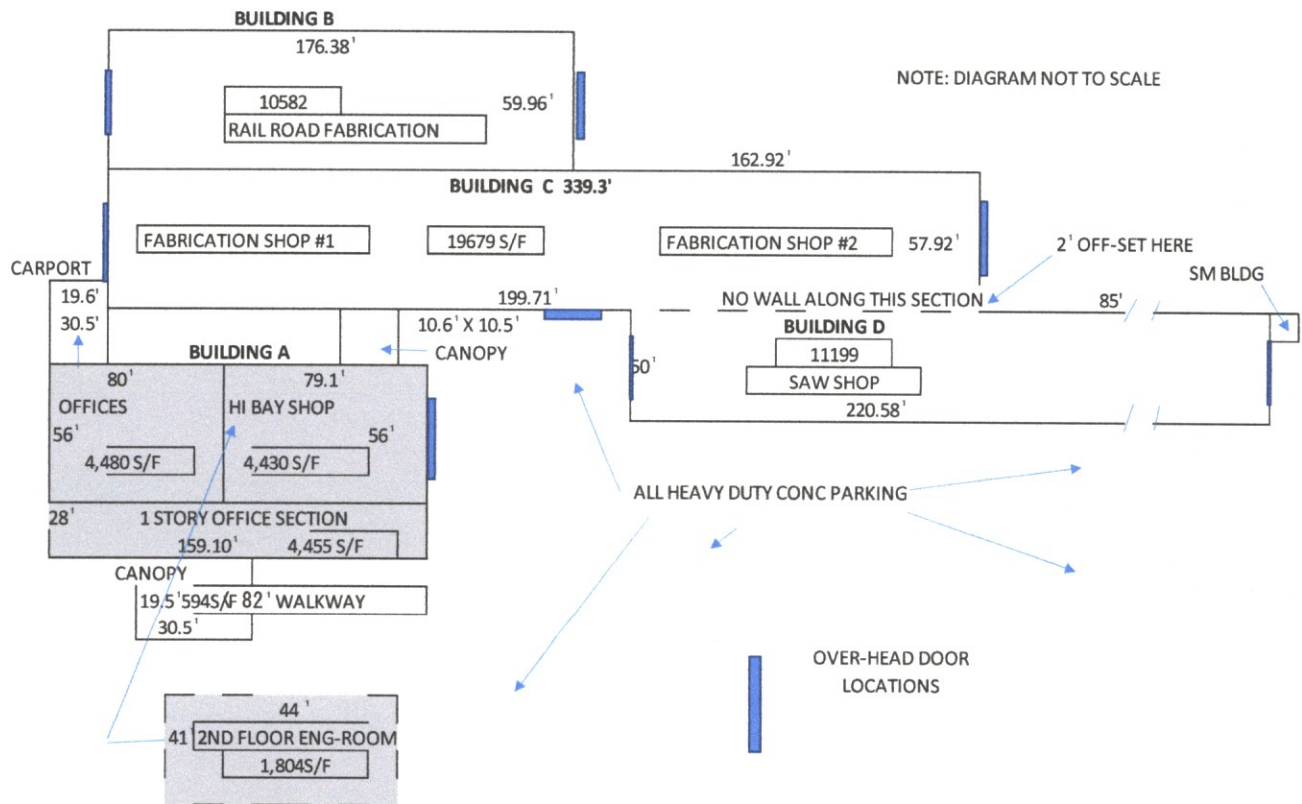 BUILDING B
176.38'
NOTE: DIAGRAM NOT TO SCALE
10582
59.96'
RAIL ROAD FABRICATION
162.92'
BUILDING C 339.3'
FABRICATION SHOP #1
19679 S/F
FABRICATION SHOP #2
57.92'
2' OFF-SET HERE
CARPORT
SM BLDG
19.6'
199.71'
NO WALL ALONG THIS SECTION
85'
30.5'
10.6' X 10.5'
BUILDING D
BUILDING A
CANOPY
11199
50'
80'
79.1'
SAW SHOP
OFFICES
HI BAY SHOP
220.58'
56'
56'
4,480 S/F
4,430 S/F
ALL HEAVY DUTY CONC PARKING
28'
1 STORY OFFICE SECTION
159.10'
4,455 S/F
CANOPY
19.5' 594S/F 82' WALKWAY
30.5'
OVER-HEAD DOOR
LOCATIONS
44'
41' 2ND FLOOR ENG-ROOM
1,804S/F